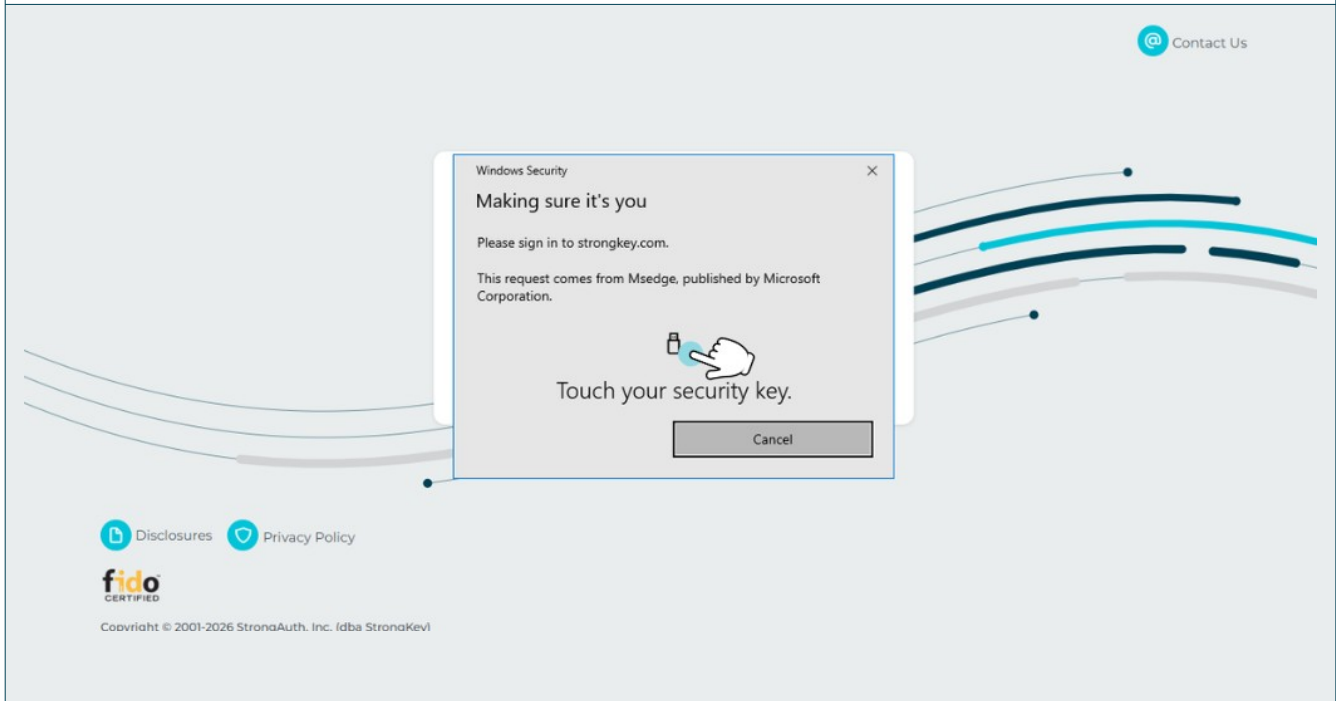 @ Contact Us
Windows Security
Making sure it's you
Please sign in to strongkey.com.
This request comes from Msedge, published by Microsoft
Corporation.
Touch your security key.
Cancel
Disclosures Privacy Policy
fido
CERTIFIED
Copyright © 2001-2026 StrongAuth, Inc. (dba StrongKey)